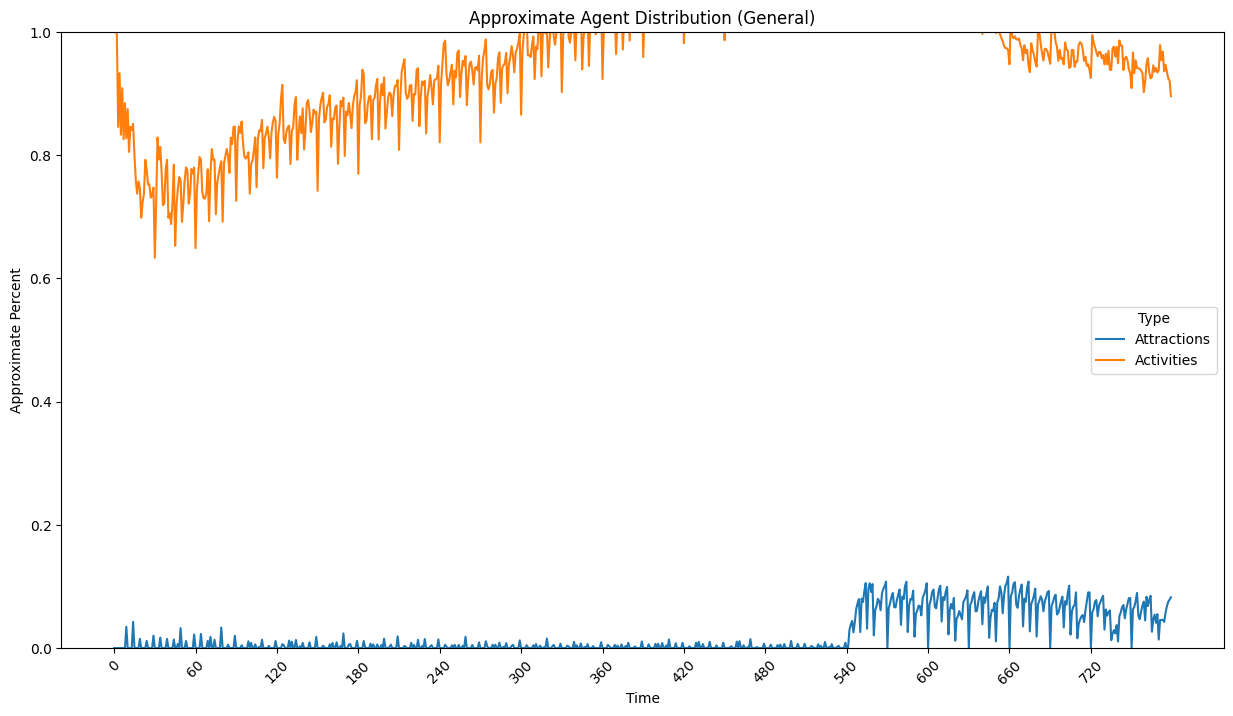 Approximate Agent Distribution (General)
1.0
0.8
0.6
0.4
0.2
0.0
Approximate Percent
Type
Attractions
Activities
0 60 120 180 240 300 360 420 480 540 600 660 720
Time